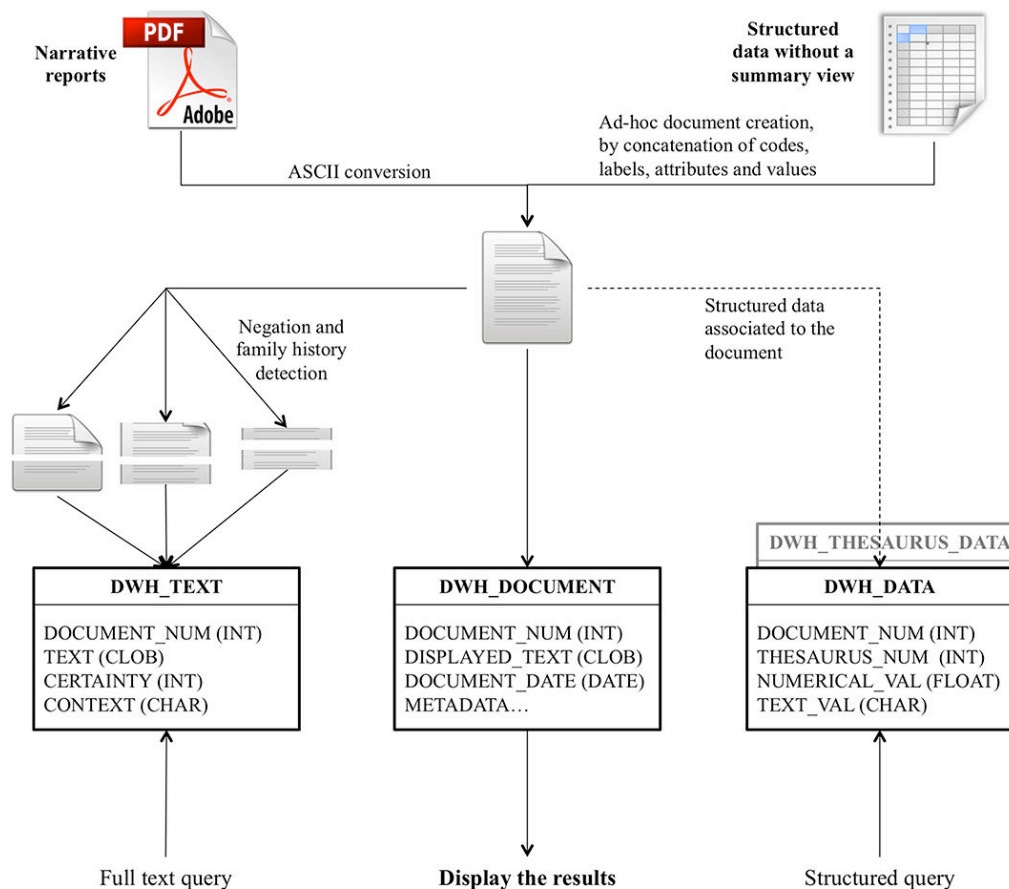 Narrative
reports
PDF
Adobe
Structured
data without a
summary view
ASCII conversion
Ad-hoc document creation,
by concatenation of codes,
labels, attributes and values
Negation and
family history
detection
Structured data
associated to the
document
DWH_THESAURUS_DATA
DWH_TEXT
DOCUMENT_NUM (INT)
TEXT (CLOB)
CERTAINTY (INT)
CONTEXT (CHAR)
DWH_DOCUMENT
DOCUMENT_NUM (INT)
DISPLAYED_TEXT (CLOB)
DOCUMENT_DATE (DATE)
METADATA…
DWH_DATA
DOCUMENT_NUM (INT)
THESAURUS_NUM (INT)
NUMERICAL_VAL (FLOAT)
TEXT_VAL (CHAR)
Full text query
Display the results
Structured query